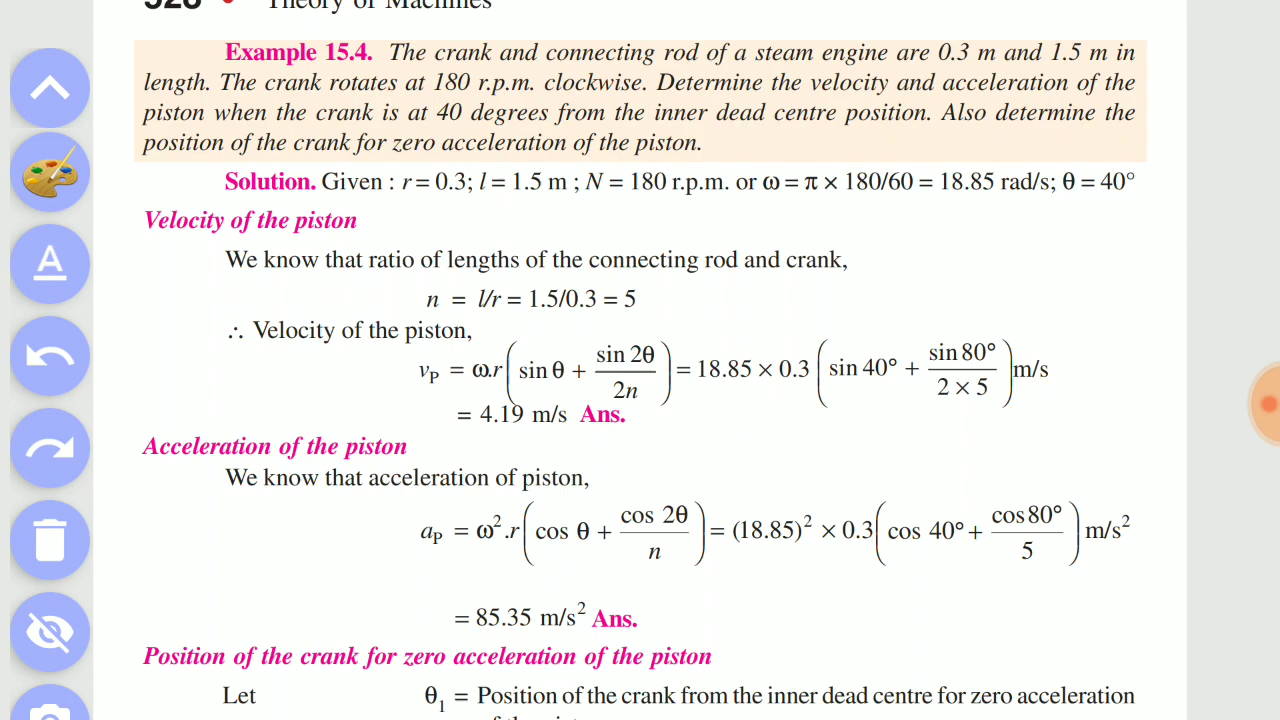 528 • Theory of Machines
Example 15.4. The crank and connecting rod of a steam engine are 0.3 m and 1.5 m in
length. The crank rotates at 180 r.p.m. clockwise. Determine the velocity and acceleration of the
piston when the crank is at 40 degrees from the inner dead centre position. Also determine the
position of the crank for zero acceleration of the piston.
Solution. Given : r = 0.3; l = 1.5 m ; N = 180 r.p.m. or ω = π × 180/60 = 18.85 rad/s; θ = 40°
Velocity of the piston
We know that ratio of lengths of the connecting rod and crank,
n = l/r = 1.5/0.3 = 5
∴ Velocity of the piston,
v_P = ω.r ( sin θ + sin 2θ / 2n ) = 18.85 × 0.3 ( sin 40° + sin 80° / 2 × 5 ) m/s
= 4.19 m/s Ans.
Acceleration of the piston
We know that acceleration of piston,
a_P = ω².r ( cos θ + cos 2θ / n ) = (18.85)² × 0.3 ( cos 40° + cos 80° / 5 ) m/s²
= 85.35 m/s² Ans.
Position of the crank for zero acceleration of the piston
Let θ₁ = Position of the crank from the inner dead centre for zero acceleration